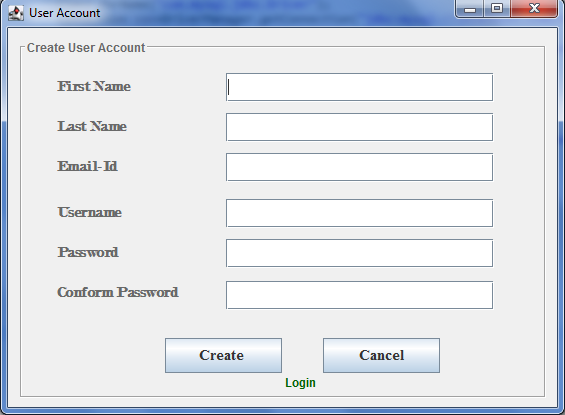 User Account
Create User Account
First Name
Last Name
Email-Id
Username
Password
Conform Password
Create Cancel
Login